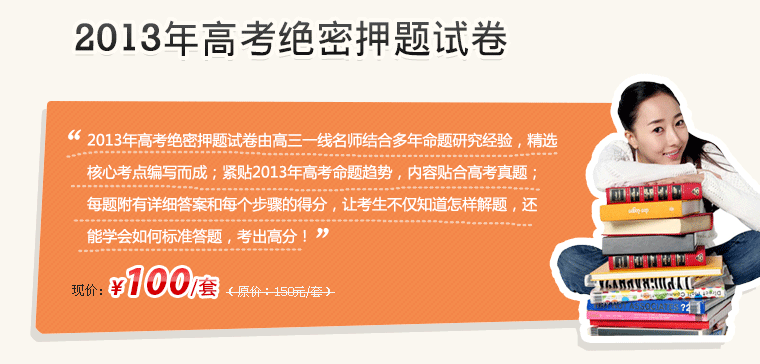 2013年高考绝密押题试卷
“2013年高考绝密押题试卷由高三一线名师结合多年命题研究经验，精选
核心考点编写而成；紧贴2013年高考命题趋势，内容贴合高考真题；
每题附有详细答案和每个步骤的得分，让考生不仅知道怎样解题，还
能学会如何标准答题，考出高分！”
现价：¥100/套（原价：150元/套）